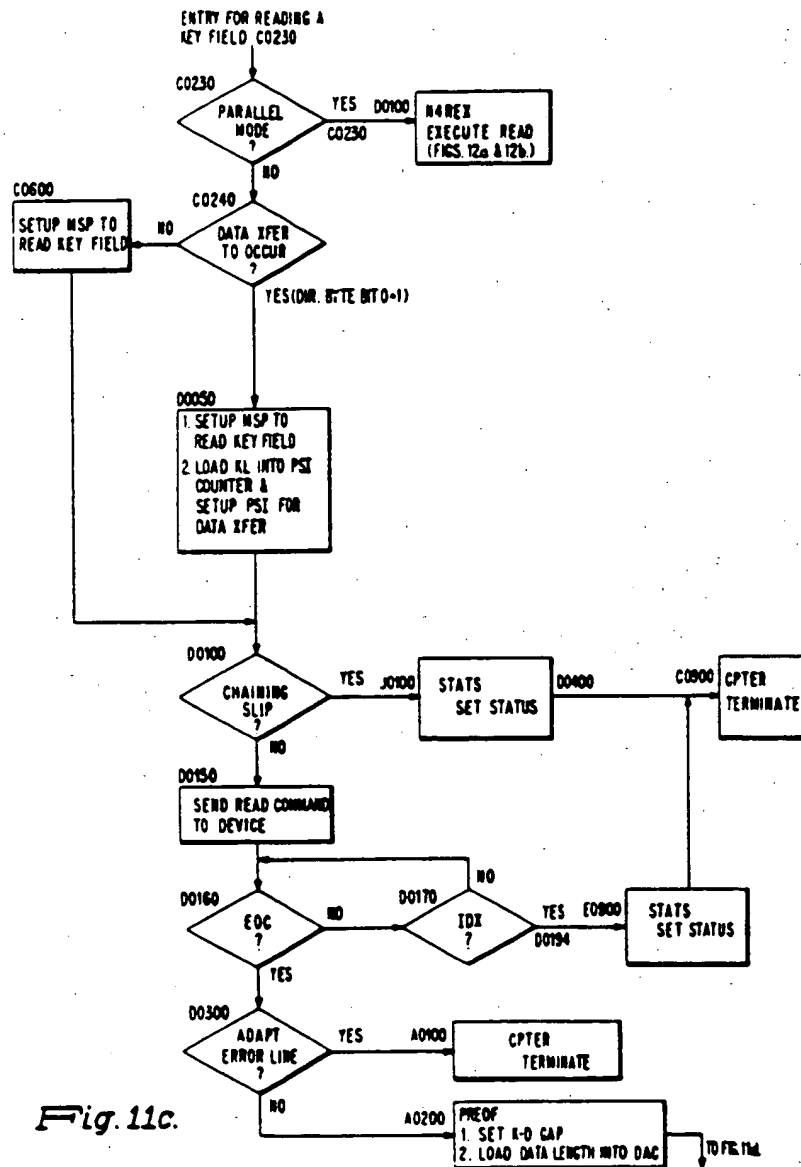 ENTRY FOR READING A
KEY FIELD C0230
C0230
PARALLEL
MODE
?
YES
D0100
C0230
N4REX
EXECUTE READ
(FIGS. 12a & 12b.)
NO
C0240
C0600
SETUP MSP TO
READ KEY FIELD
NO
DATA XFER
TO OCCUR
?
YES (DIR. BYTE BIT 0=1)
D0050
1. SETUP MSP TO
READ KEY FIELD
2. LOAD KL INTO PSI
COUNTER &
SETUP PSI FOR
DATA XFER
D0100
CHAINING
SLIP
?
YES
J0100
STATS
SET STATUS
D0400
C0900
CPTER
TERMINATE
NO
D0150
SEND READ COMMAND
TO DEVICE
D0160
EOC
?
NO
D0170
NO
IDX
?
YES
D0194
E0900
STATS
SET STATUS
YES
D0300
ADAPT
ERROR LINE
?
YES
A0100
CPTER
TERMINATE
NO
A0200
PREOF
1. SET K-D GAP
2. LOAD DATA LENGTH INTO DAC
TO FIG. 11d.
Fig. 11c.